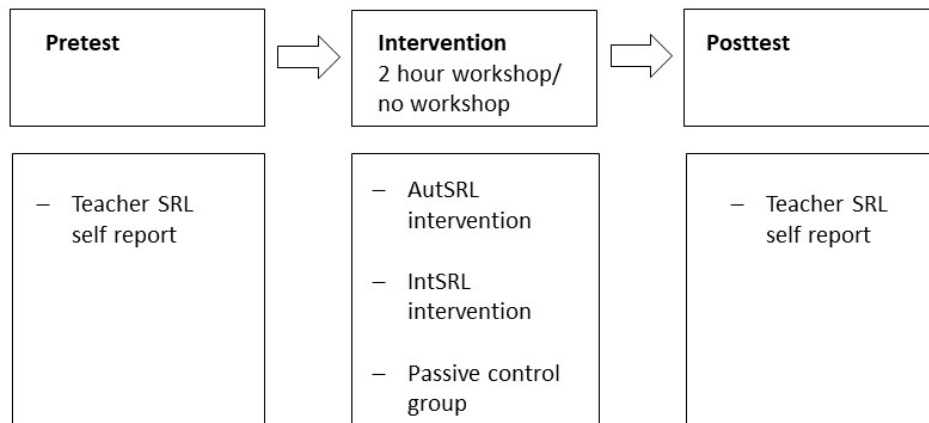 Pretest
Intervention
2 hour workshop/
no workshop
Posttest
– Teacher SRL
self report
– AutSRL
intervention
– IntSRL
intervention
– Passive control
group
– Teacher SRL
self report